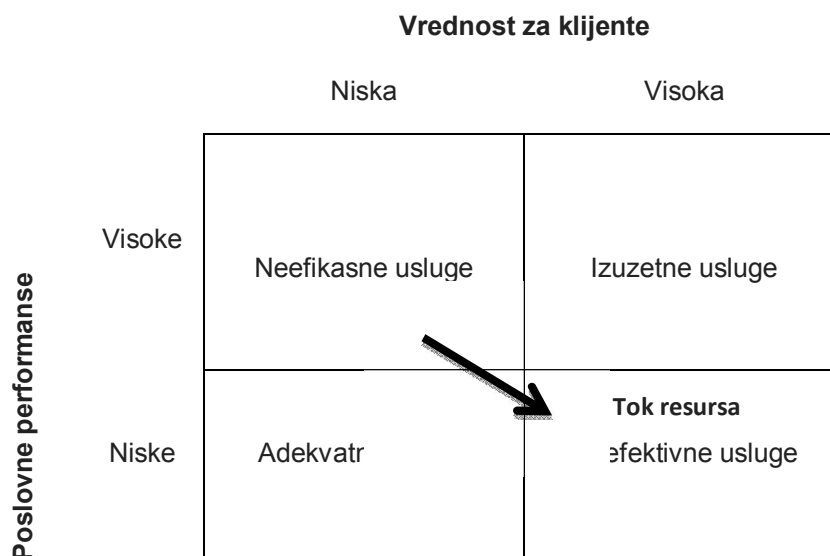 Vrednost za klijente
Niska
Visoka
Poslovne performanse
Visoke
Neefikasne usluge
Izuzetne usluge
Tok resursa
Niske
Adekvatr
efektivne usluge